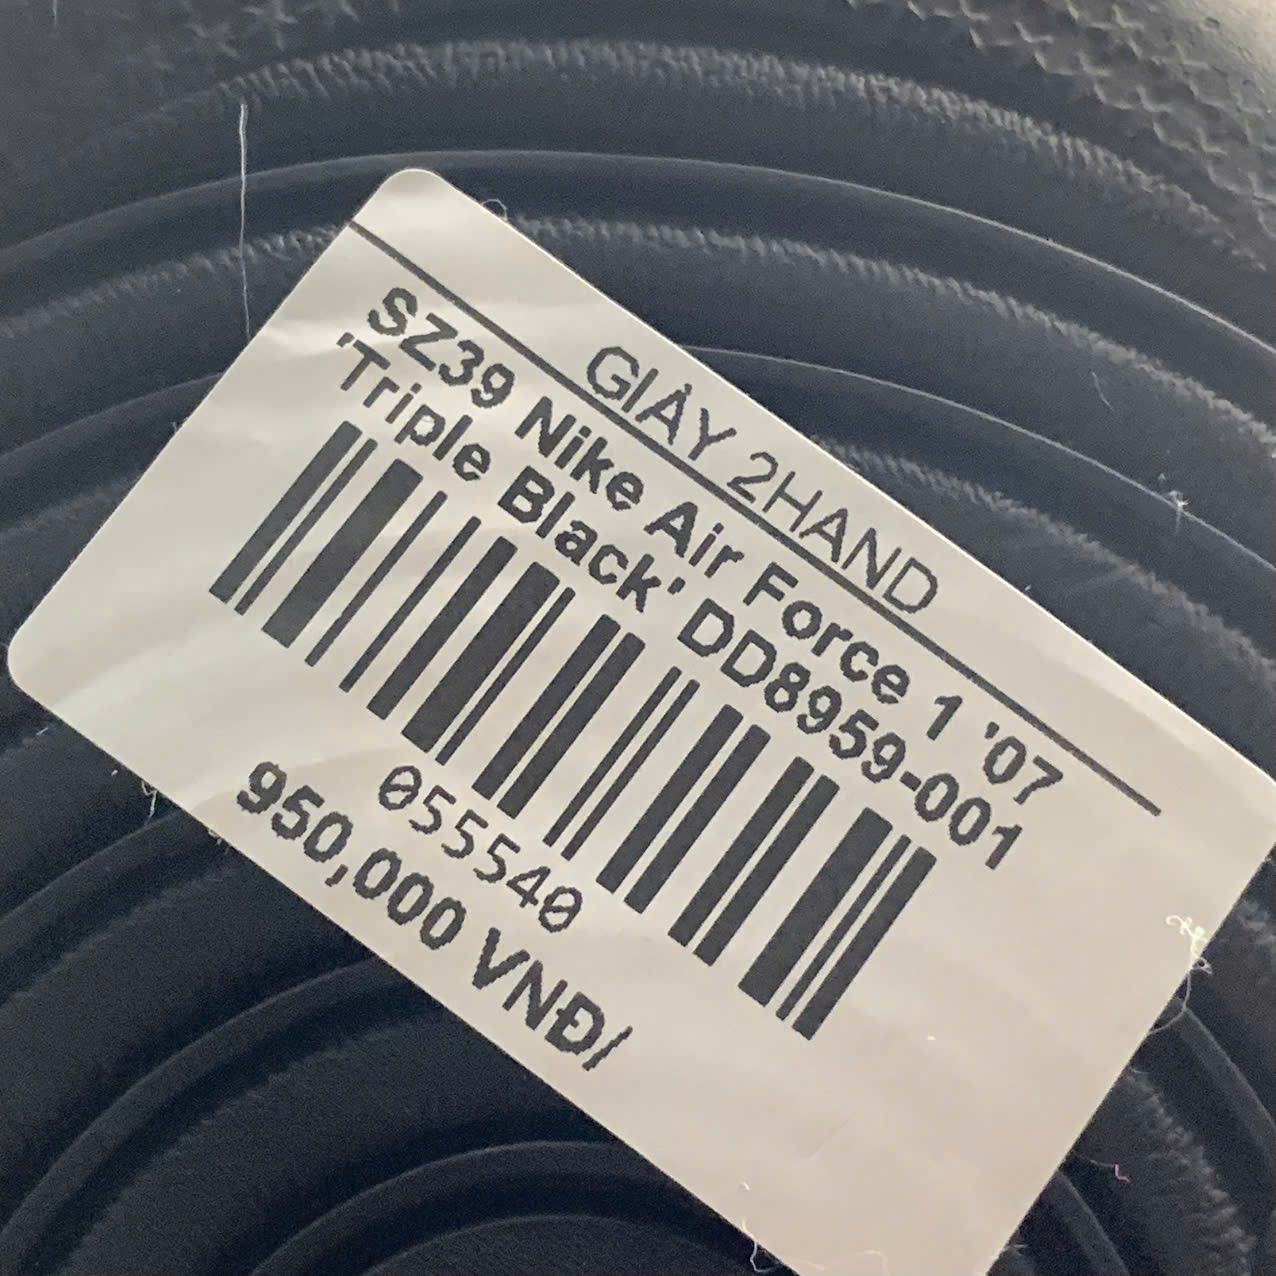 GIÀY 2HAND
SZ39 Nike Air Force 1 '07
'Triple Black' DD8959-001
055540
950,000 VNĐ/